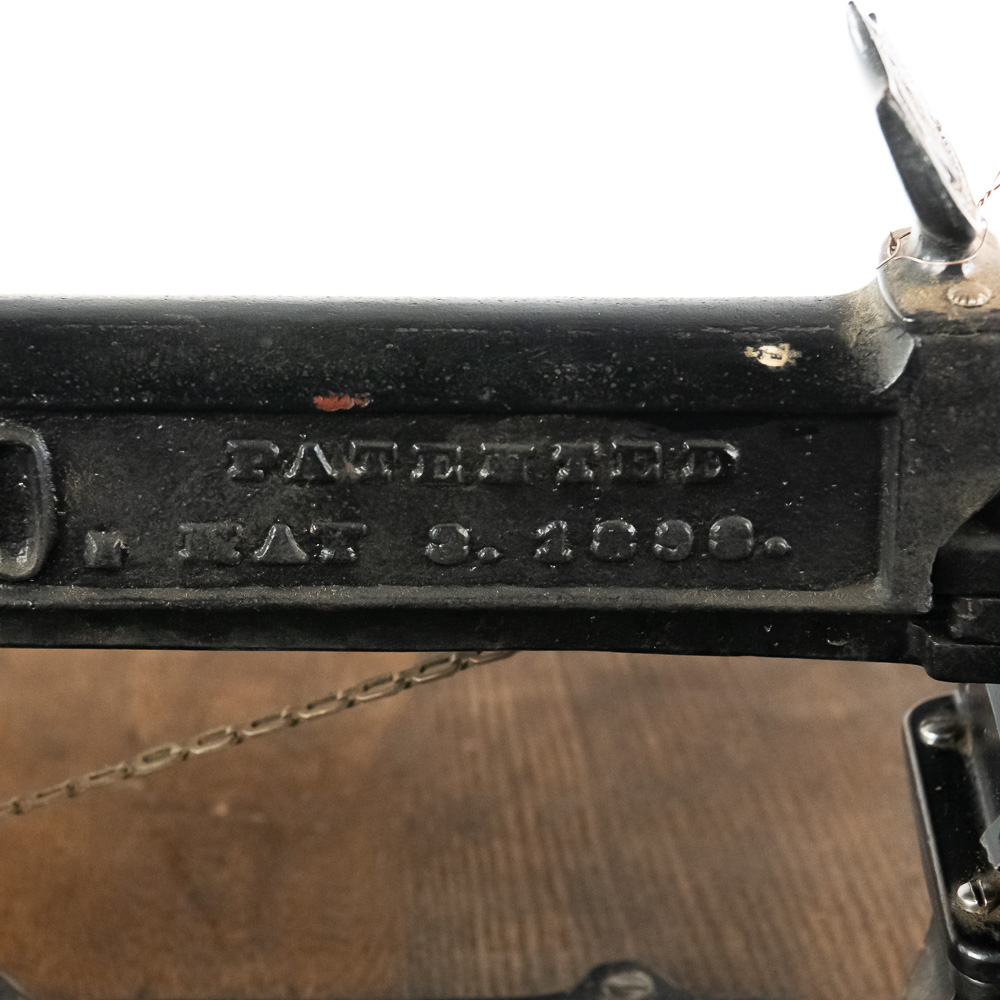 PATENTED
. MAY 3. 1898.